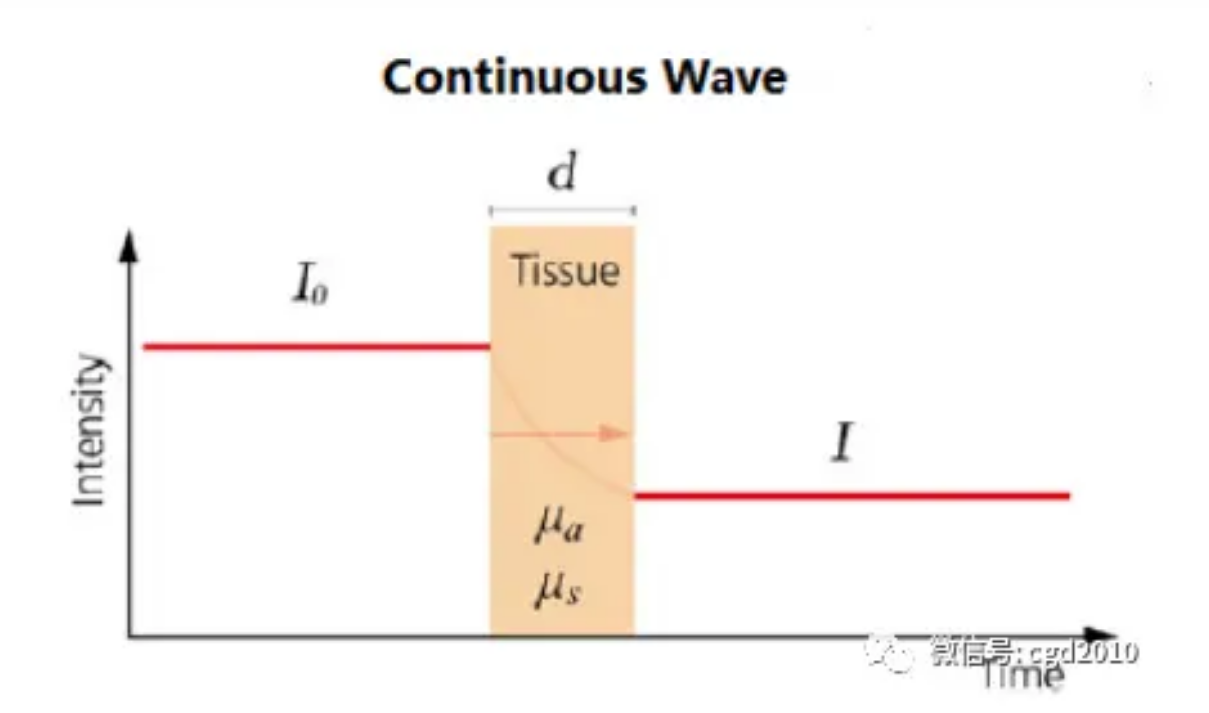 Continuous Wave
d
Tissue
I₀
Intensity
I
μₐ
μₛ
微信号: cgd2010
Time